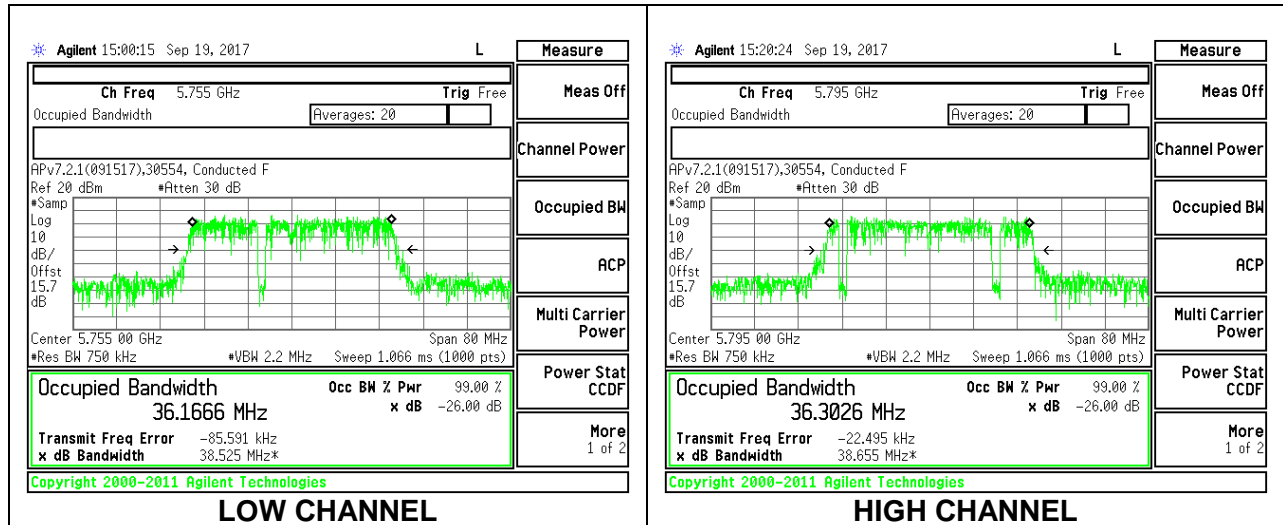 Agilent 15:00:15 Sep 19, 2017 L
Measure
Ch Freq 5.755 GHz Trig Free
Occupied Bandwidth Averages: 20
Meas Off
Channel Power
APv7.2.1(091517),30554, Conducted F
Ref 20 dBm #Atten 30 dB
#Samp
Log
10
dB/
Offst
15.7
dB
Occupied BW
ACP
Multi Carrier
Power
Center 5.755 00 GHz Span 80 MHz
#Res BW 750 kHz #VBW 2.2 MHz Sweep 1.066 ms (1000 pts)
Power Stat
CCDF
Occupied Bandwidth Occ BW % Pwr 99.00 %
36.1666 MHz x dB -26.00 dB
Transmit Freq Error -85.591 kHz
x dB Bandwidth 38.525 MHz*
More
1 of 2
Copyright 2000-2011 Agilent Technologies
LOW CHANNEL
Agilent 15:20:24 Sep 19, 2017 L
Measure
Ch Freq 5.795 GHz Trig Free
Occupied Bandwidth Averages: 20
Meas Off
Channel Power
APv7.2.1(091517),30554, Conducted F
Ref 20 dBm #Atten 30 dB
#Samp
Log
10
dB/
Offst
15.7
dB
Occupied BW
ACP
Multi Carrier
Power
Center 5.795 00 GHz Span 80 MHz
#Res BW 750 kHz #VBW 2.2 MHz Sweep 1.066 ms (1000 pts)
Power Stat
CCDF
Occupied Bandwidth Occ BW % Pwr 99.00 %
36.3026 MHz x dB -26.00 dB
Transmit Freq Error -22.495 kHz
x dB Bandwidth 38.655 MHz*
More
1 of 2
Copyright 2000-2011 Agilent Technologies
HIGH CHANNEL